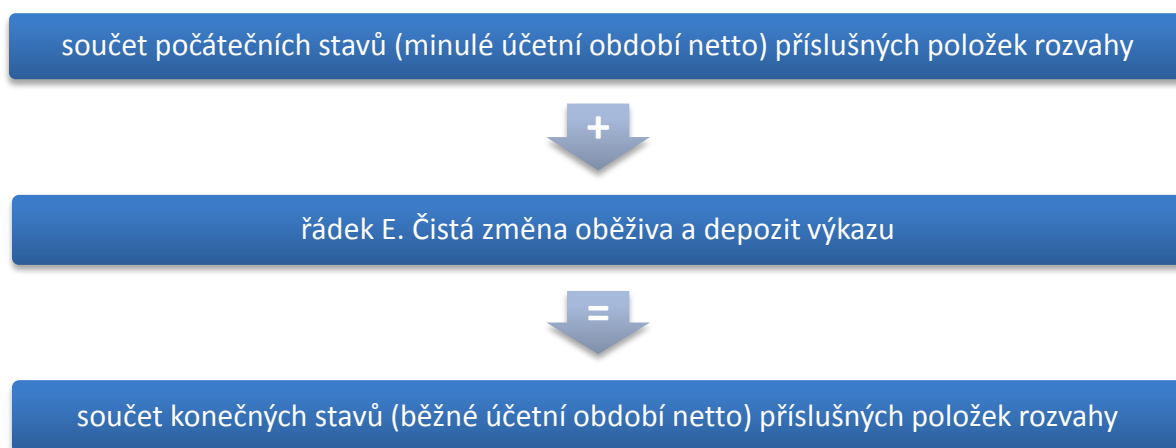 součet počátečních stavů (minulé účetní období netto) příslušných položek rozvahy
+
řádek E. Čistá změna oběživa a depozit výkazu
=
součet konečných stavů (běžné účetní období netto) příslušných položek rozvahy